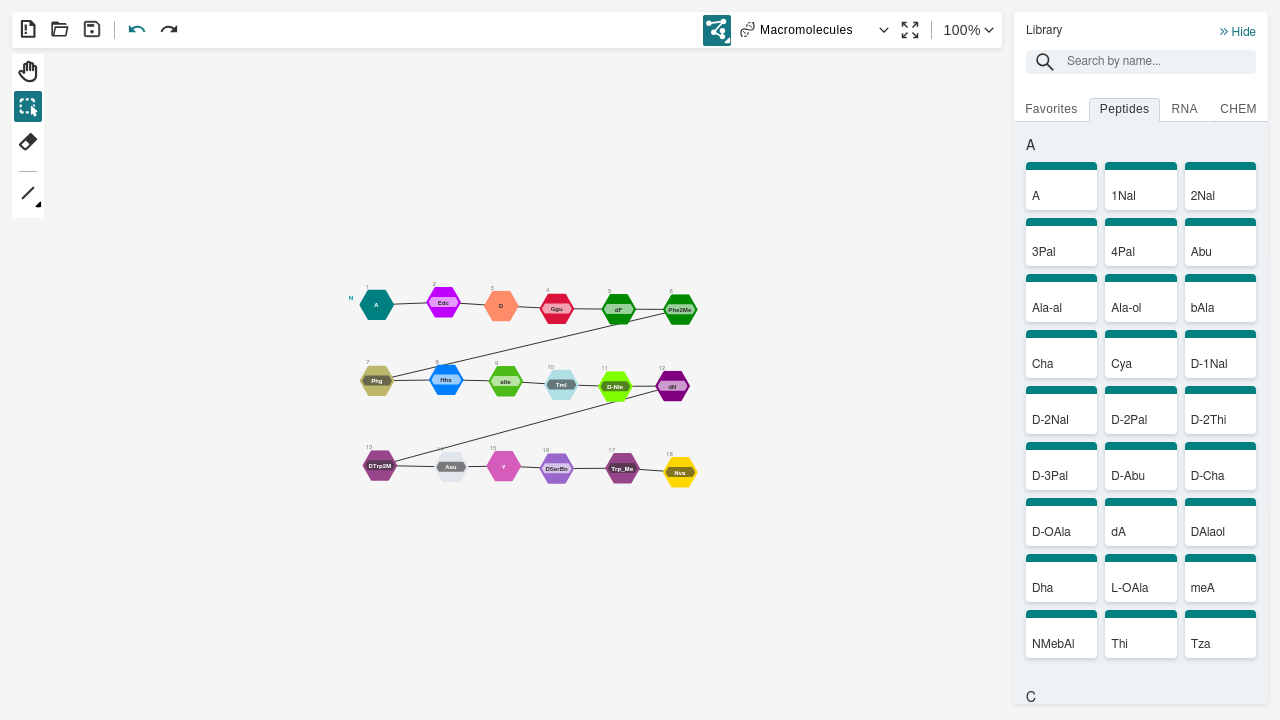 Macromolecules
100%
Library
Hide
Search by name...
Favorites Peptides RNA CHEM
A
A 1Nal 2Nal
3Pal 4Pal Abu
Ala-al Ala-ol bAla
Cha Cya D-1Nal
D-2Nal D-2Pal D-2Thi
D-3Pal D-Abu D-Cha
D-OAla dA DAlaol
Dha L-OAla meA
NMebAl Thi Tza
C
1 2 3 4 5 6
N A Edc D Ggu dF Phe2Me
7 8 9 10 11 12
Phg Hhs aIle Tml D-Nle dN
13 14 15 16 17 18
DTrp2M Asu Y DSerBn Trp_Me Nva